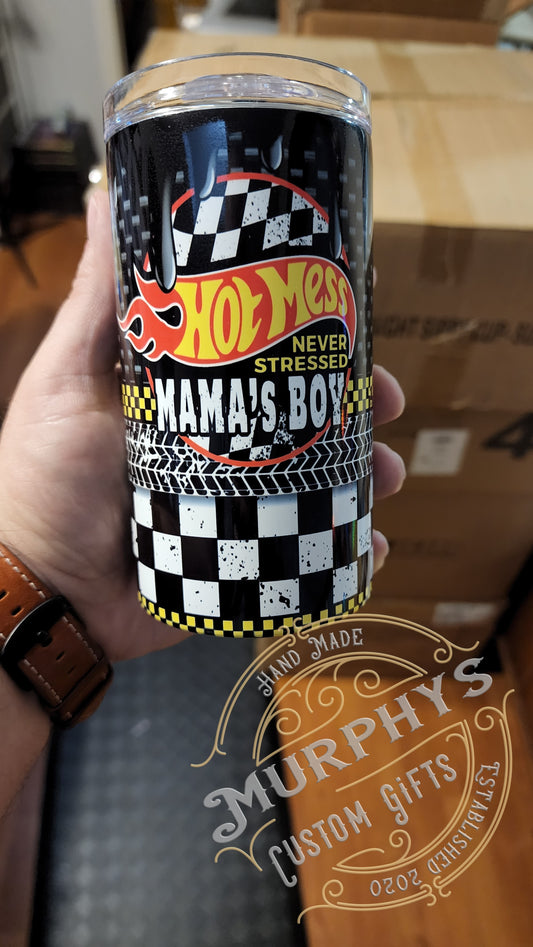 Hot Mess
NEVER
STRESSED
MAMA'S BOY
HAND MADE
MURPHYS
CUSTOM GIFTS
ESTABLISHED 2020